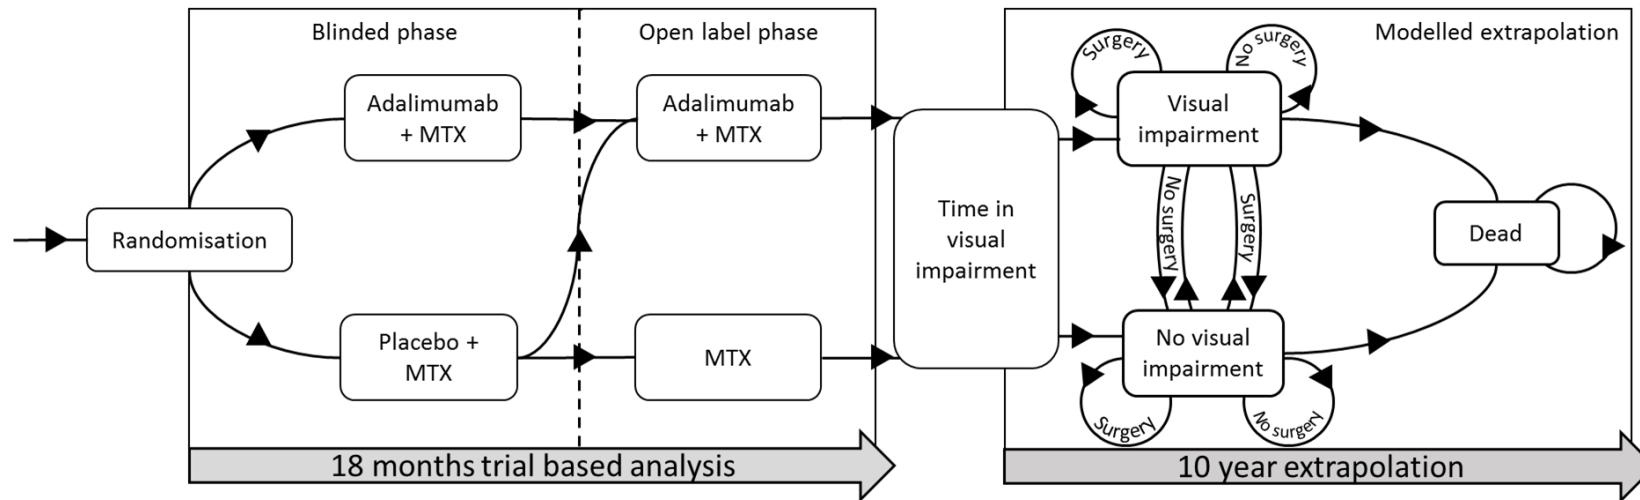 Blinded phase
Open label phase
Modelled extrapolation
Randomisation
Adalimumab
+ MTX
Placebo +
MTX
Adalimumab
+ MTX
MTX
Time in
visual
impairment
Surgery
No surgery
Visual
impairment
No surgery
Surgery
No visual
impairment
Surgery
No surgery
Dead
18 months trial based analysis
10 year extrapolation